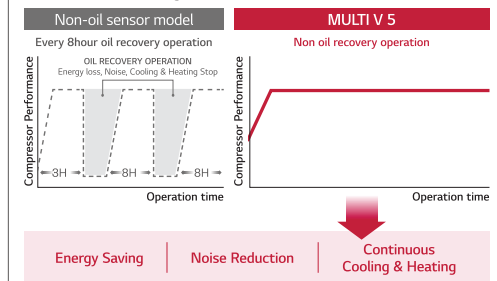 Non-oil sensor model
Every 8hour oil recovery operation
OIL RECOVERY OPERATION
Energy loss, Noise, Cooling & Heating Stop
Compressor Performance
3H
8H
8H
Operation time
MULTI V 5
Non oil recovery operation
Compressor Performance
Operation time
Energy Saving
Noise Reduction
Continuous
Cooling & Heating